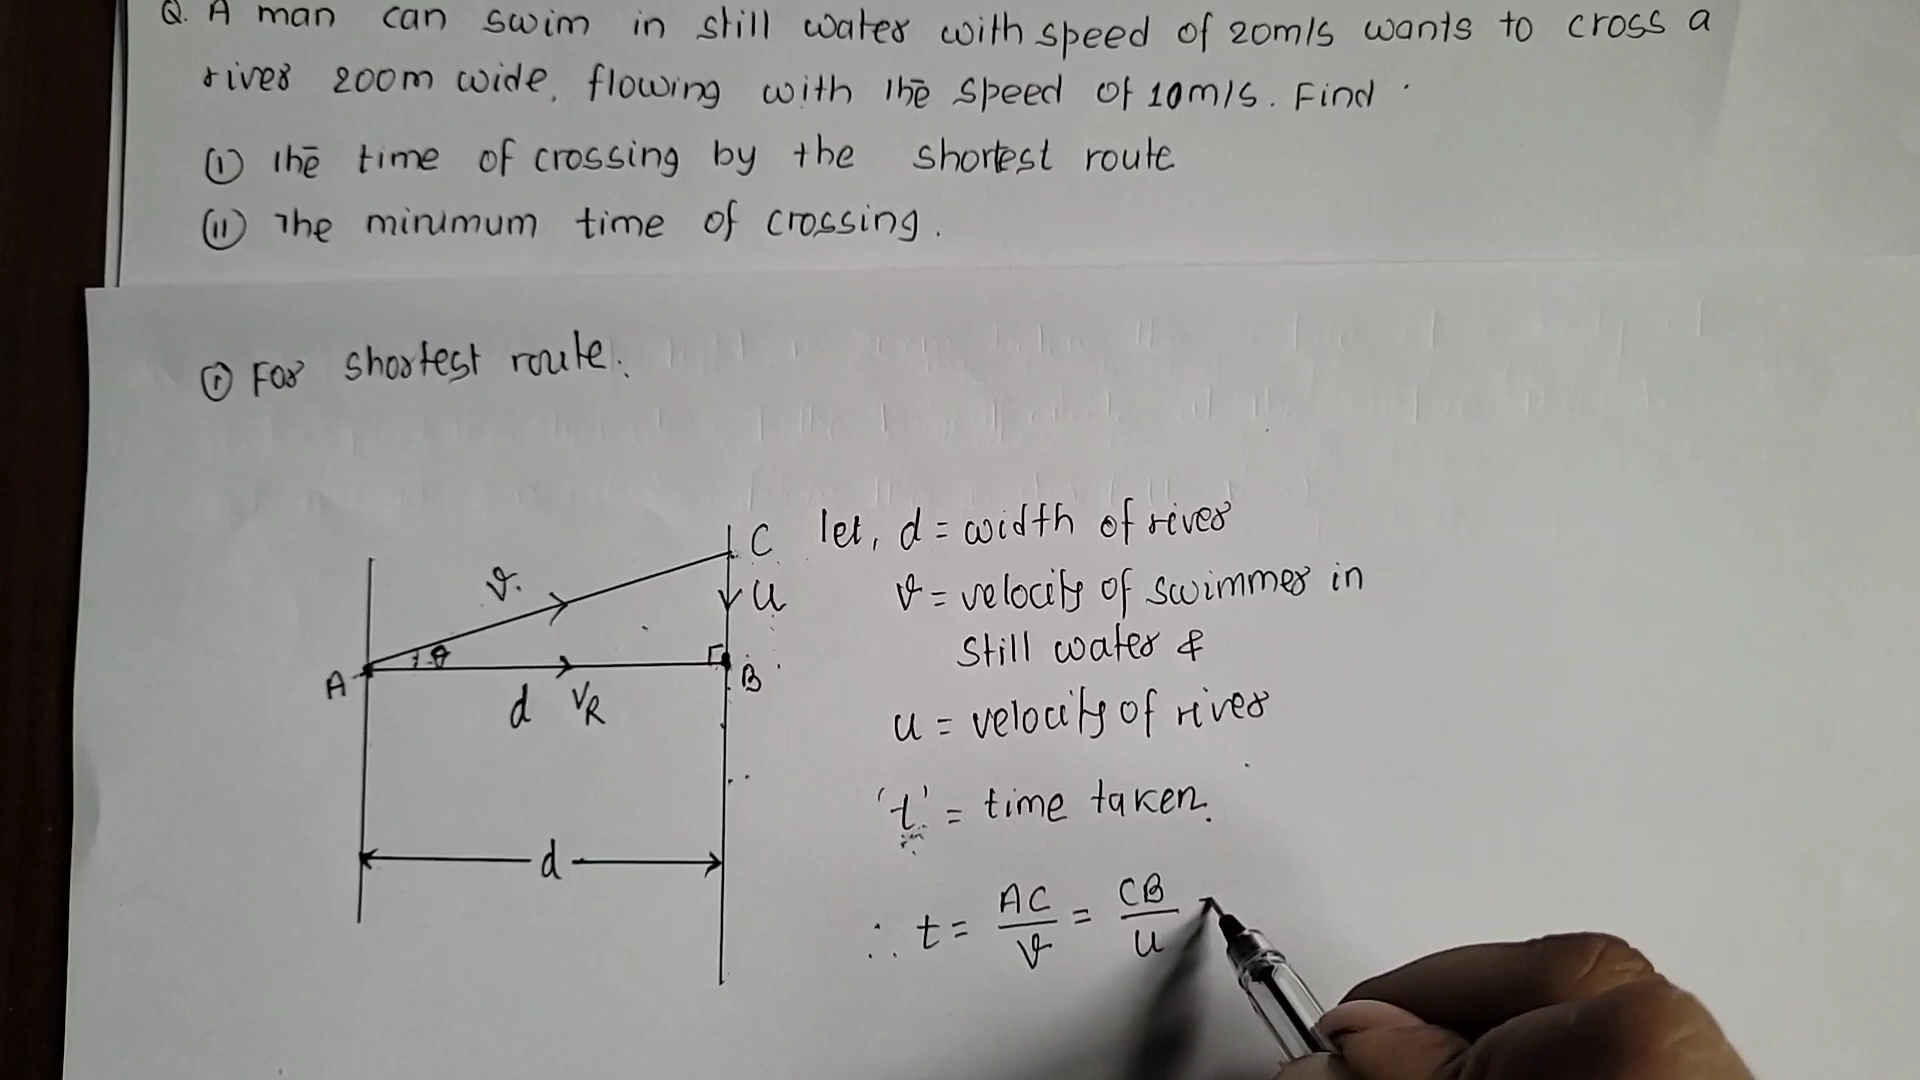 Q. A man can swim in still water with speed of 20m/s wants to cross a
river 200m wide, flowing with the speed of 10m/s. Find
(i) The time of crossing by the shortest route
(ii) The minimum time of crossing.
(i) For shortest route:
C
v
u
θ
A
B
d VR
d
let, d = width of river
v = velocity of swimmer in
still water &
u = velocity of river
't' = time taken.
∴ t = AC/v = CB/u